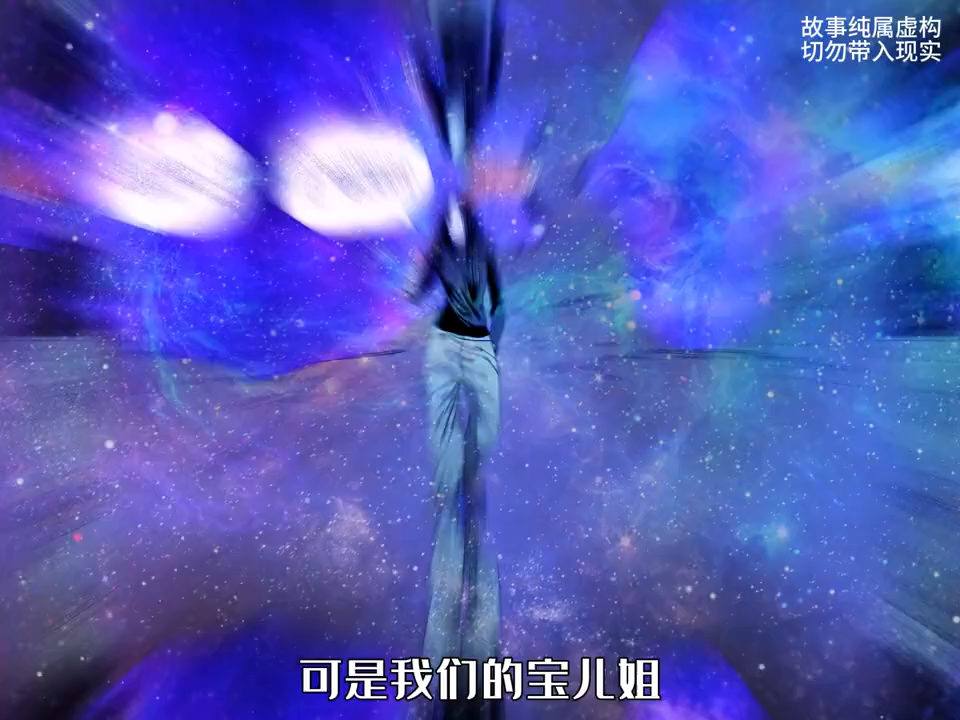 故事纯属虚构
切勿带入现实
可是我们的宝儿姐